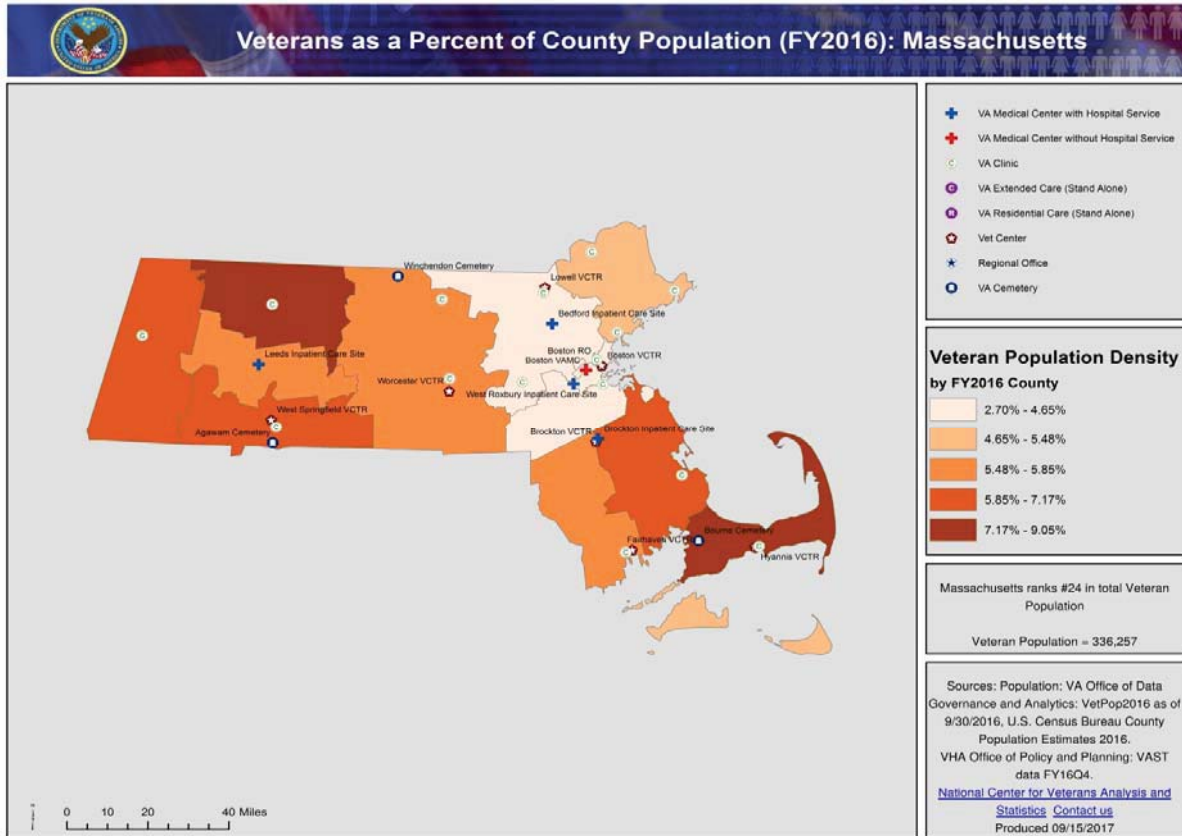 Veterans as a Percent of County Population (FY2016): Massachusetts
VA Medical Center with Hospital Service
VA Medical Center without Hospital Service
VA Clinic
VA Extended Care (Stand Alone)
VA Residential Care (Stand Alone)
Vet Center
Regional Office
VA Cemetery
Winchendon Cemetery
Lowell VCTR
Bedford Inpatient Care Site
Leeds Inpatient Care Site
Boston RO
Boston VAMC
Boston VCTR
Worcester VCTR
West Roxbury Inpatient Care Site
West Springfield VCTR
Agawam Cemetery
Brockton VCTR
Brockton Inpatient Care Site
Fairhaven VCTR
Bourne Cemetery
Hyannis VCTR
Veteran Population Density
by FY2016 County
2.70% - 4.65%
4.65% - 5.48%
5.48% - 5.85%
5.85% - 7.17%
7.17% - 9.05%
Massachusetts ranks #24 in total Veteran
Population
Veteran Population = 336,257
Sources: Population: VA Office of Data
Governance and Analytics: VetPop2016 as of
9/30/2016, U.S. Census Bureau County
Population Estimates 2016.
VHA Office of Policy and Planning: VAST
data FY16Q4.
National Center for Veterans Analysis and
Statistics Contact us
Produced 09/15/2017
0 10 20 40 Miles